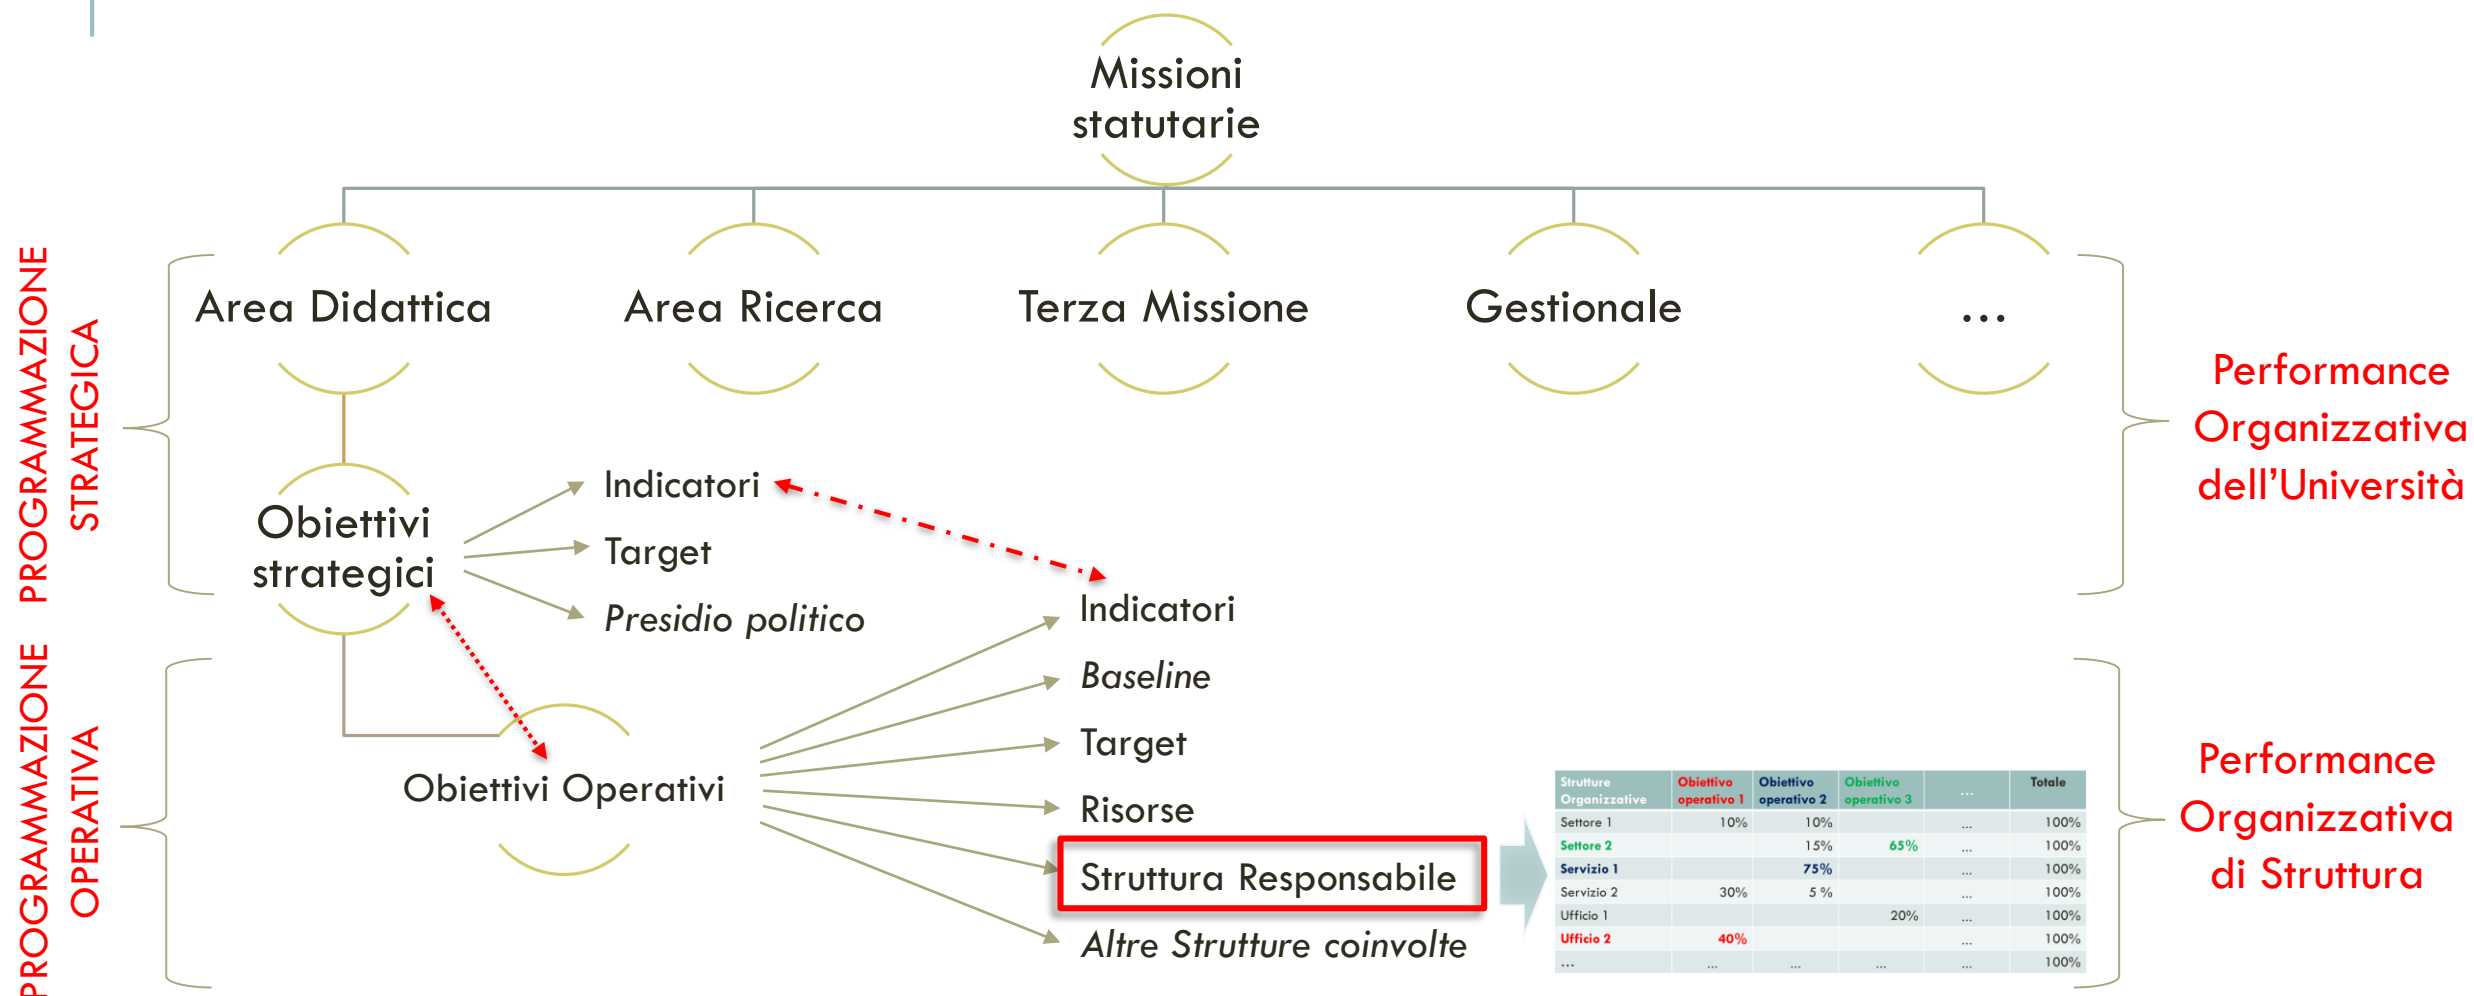 Missioni
statutarie
PROGRAMMAZIONE
STRATEGICA
Area Didattica
Area Ricerca
Terza Missione
Gestionale
...
Performance
Organizzativa
dell'Università
Obiettivi
strategici
Indicatori
Target
Presidio politico
PROGRAMMAZIONE
OPERATIVA
Obiettivi Operativi
Indicatori
Baseline
Target
Risorse
Struttura Responsabile
Altre Strutture coinvolte
Strutture Organizzative Obiettivo operativo 1 Obiettivo operativo 2 Obiettivo operativo 3 ... Totale
Settore 1 10% 10% ... 100%
Settore 2 15% 65% ... 100%
Servizio 1 75% ... 100%
Servizio 2 30% 5 % ... 100%
Ufficio 1 20% ... 100%
Ufficio 2 40% ... 100%
... ... ... ... ... 100%
Performance
Organizzativa
di Struttura